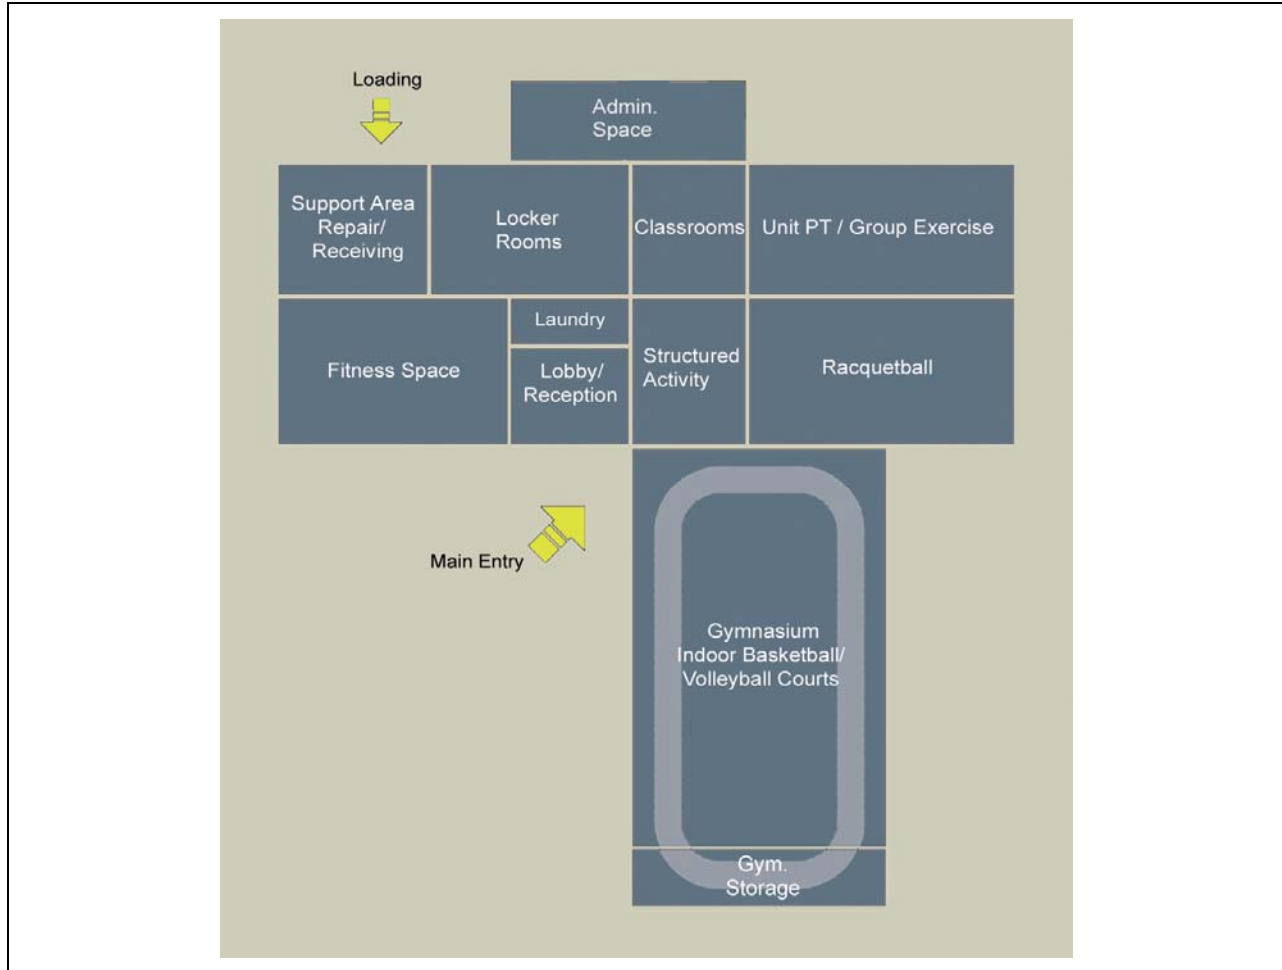 Loading
Admin.
Space
Support Area
Repair/
Receiving
Locker
Rooms
Classrooms
Unit PT / Group Exercise
Fitness Space
Laundry
Lobby/
Reception
Structured
Activity
Racquetball
Main Entry
Gymnasium
Indoor Basketball/
Volleyball Courts
Gym.
Storage